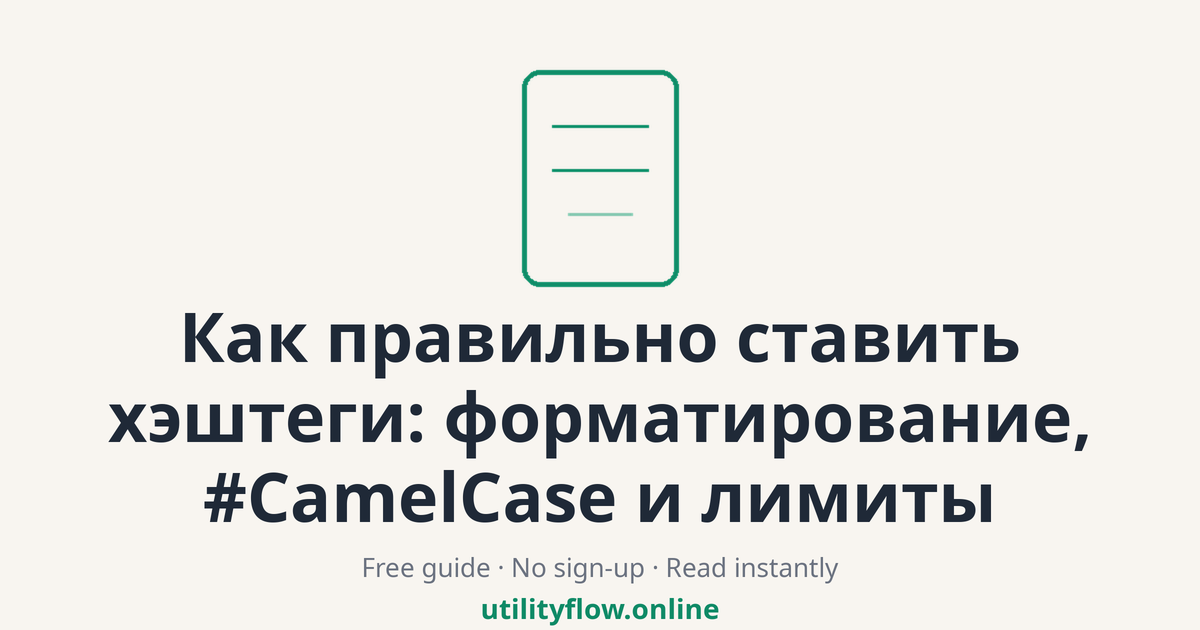 Как правильно ставить
хэштеги: форматирование,
#CamelCase и лимиты
Free guide · No sign-up · Read instantly
utilityflow.online